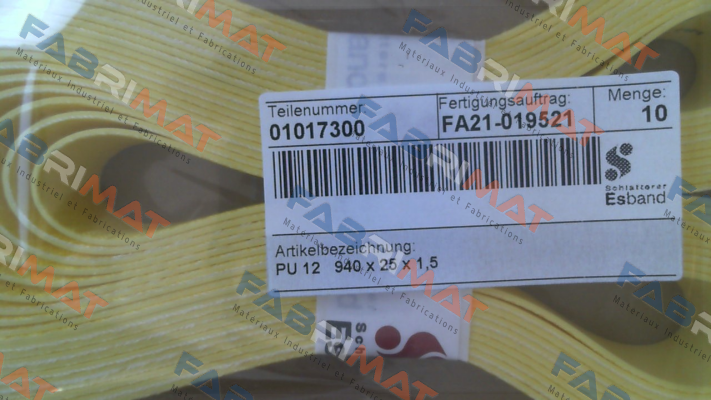 Teilenummer:
01017300
Fertigungsauftrag:
FA21-019521
Menge:
10
Schlatterer
Esband
Artikelbezeichnung:
PU 12 940 x 25 x 1,5
FABRIMAT
Materiaux Industriel et Fabrications